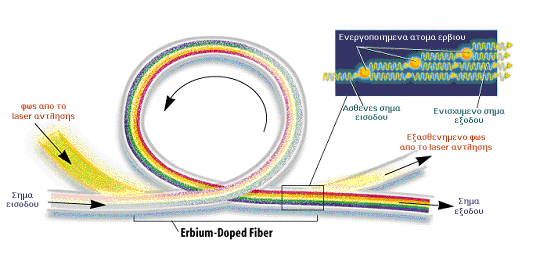 Ενεργοποιημενα ατομα ερβιου
φως απο το
laser αντλησης
Ασθενες σημα
εισοδου
Ενισχυμενο σημα
εξοδου
Εξασθενημενο φως
απο το laser αντλησης
Σημα
εισοδου
Σημα
εξοδου
Erbium-Doped Fiber